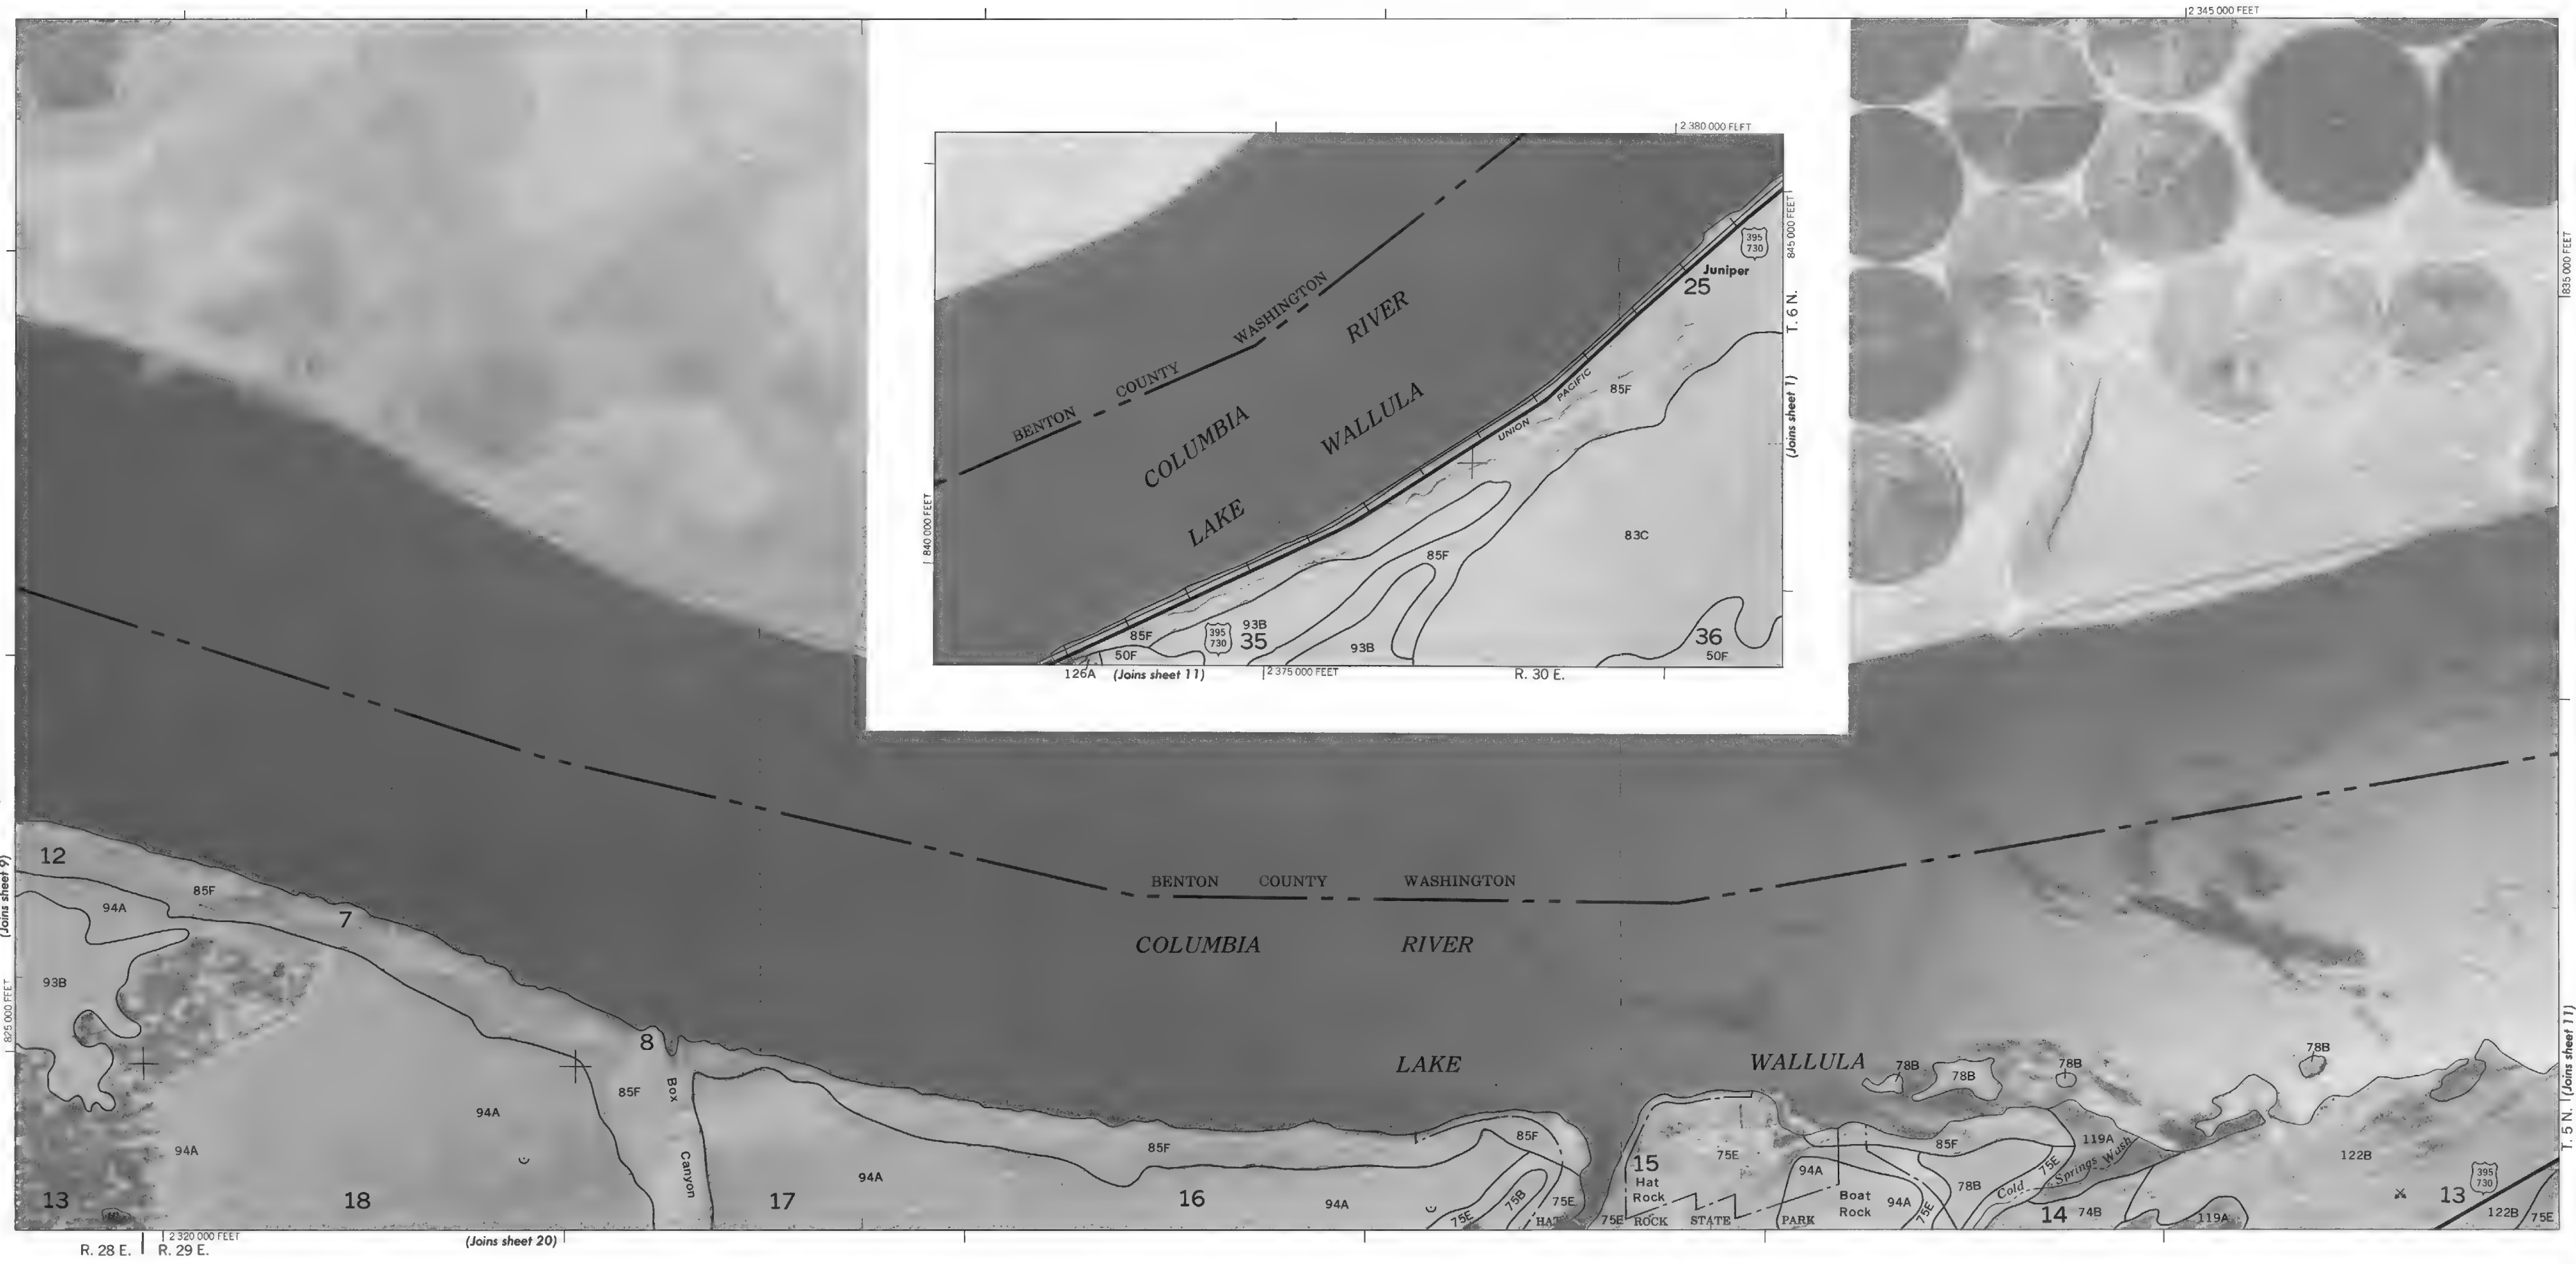 2 345 000 FEET
2 380 000 FEET
395
730
845 000 FEET
Juniper
25
835 000 FEET
T. 6 N.
BENTON COUNTY WASHINGTON
COLUMBIA RIVER
LAKE WALLULA
UNION PACIFIC
85F
(Joins sheet 1)
840 000 FEET
83C
85F
93B
85F
395
730
35
50F
93B
36
50F
126A
(Joins sheet 11)
2 375 000 FEET
R. 30 E.
12
(Joins sheet 9)
85F
94A
7
BENTON COUNTY WASHINGTON
COLUMBIA RIVER
93B
825 000 FEET
8
LAKE WALLULA
78B
78B
78B
78B
(Joins sheet 11)
T. 5 N.
85F
Box
Canyon
94A
94A
85F
85F
85F
119A
122B
94A
15
Hat
Rock
75E
94A
75E
Cold Springs Wash
13
18
17
94A
16
94A
75E
75B
75E
75E
HAT ROCK STATE PARK
Boat
Rock
94A
75E
78B
14
74B
119A
13
395
730
122B
75E
2 320 000 FEET
R. 28 E.
R. 29 E.
(Joins sheet 20)